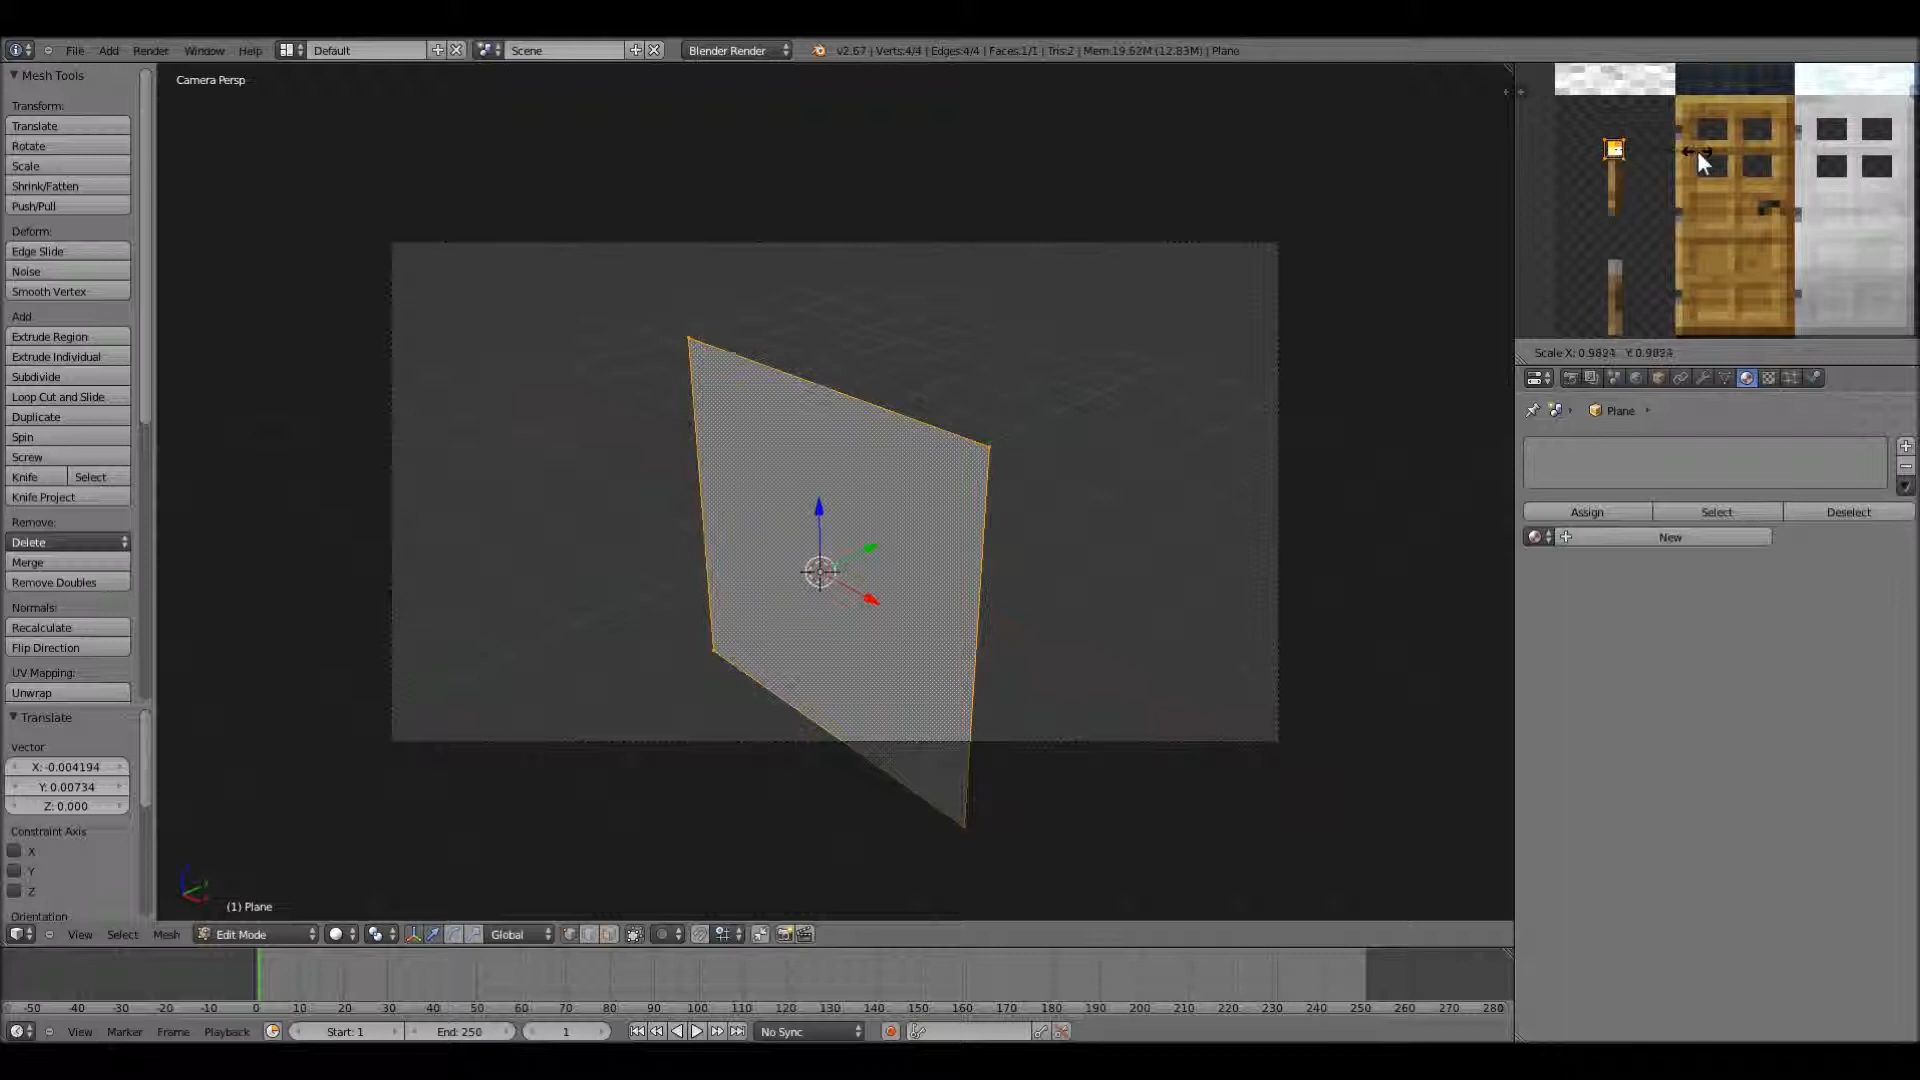 File Add Render Window Help Default Scene Blender Render v2.67 | Verts:4/4 | Edges:4/4 | Faces:1/1 | Tris:2 | Mem:19.62M (12.83M) | Plane
Mesh Tools
Camera Persp
Transform:
Translate
Rotate
Scale
Shrink/Fatten
Push/Pull
Deform:
Edge Slide
Noise
Smooth Vertex
Add
Extrude Region
Extrude Individual
Subdivide
Loop Cut and Slide
Duplicate
Spin
Screw
Knife Select
Knife Project
Remove:
Delete
Merge
Remove Doubles
Normals:
Recalculate
Flip Direction
UV Mapping:
Unwrap
Translate
Vector
X: -0.004194
Y: 0.00734
Z: 0.000
Constraint Axis
X
Y
Z
Orientation
Scale X: 0.9824 Y: 0.9824
Plane
Assign Select Deselect
New
(1) Plane
View Select Mesh Edit Mode Global
-50 -40 -30 -20 -10 0 10 20 30 40 50 60 70 80 90 100 110 120 130 140 150 160 170 180 190 200 210 220 230 240 250 260 270 280
View Marker Frame Playback Start: 1 End: 250 1 No Sync